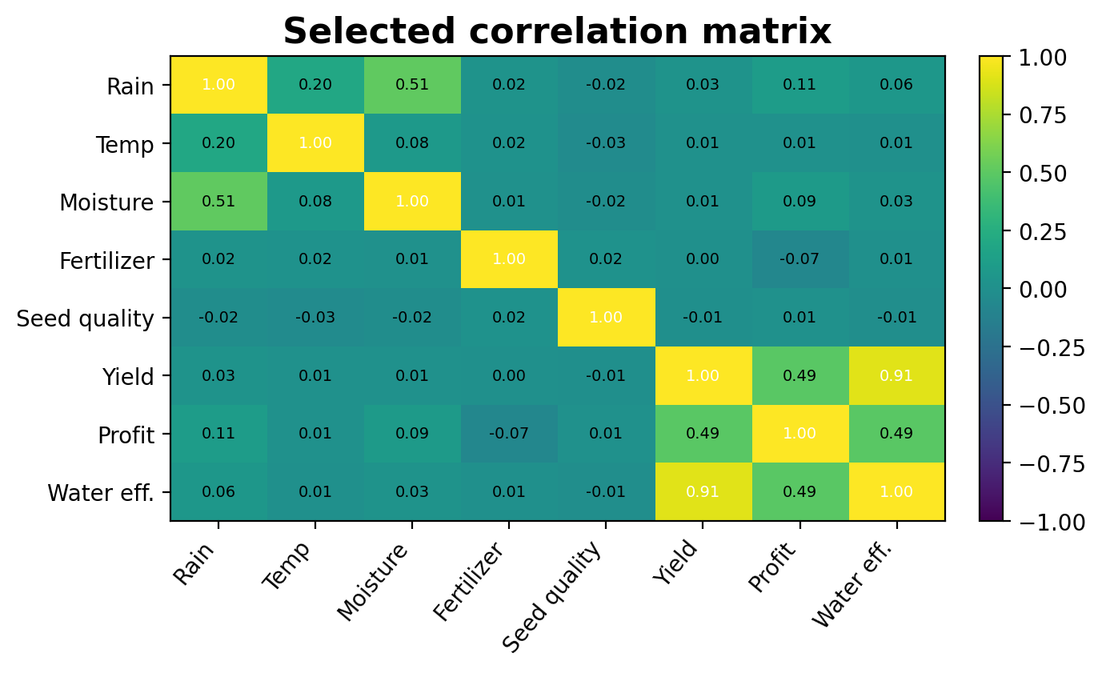 Selected correlation matrix
Rain 1.00 0.20 0.51 0.02 -0.02 0.03 0.11 0.06
Temp 0.20 1.00 0.08 0.02 -0.03 0.01 0.01 0.01
Moisture 0.51 0.08 1.00 0.01 -0.02 0.01 0.09 0.03
Fertilizer 0.02 0.02 0.01 1.00 0.02 0.00 -0.07 0.01
Seed quality -0.02 -0.03 -0.02 0.02 1.00 -0.01 0.01 -0.01
Yield 0.03 0.01 0.01 0.00 -0.01 1.00 0.49 0.91
Profit 0.11 0.01 0.09 -0.07 0.01 0.49 1.00 0.49
Water eff. 0.06 0.01 0.03 0.01 -0.01 0.91 0.49 1.00
Rain Temp Moisture Fertilizer Seed quality Yield Profit Water eff.
1.00
0.75
0.50
0.25
0.00
−0.25
−0.50
−0.75
−1.00